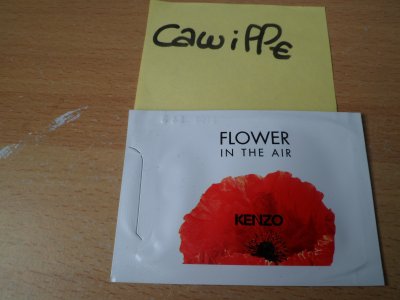 cawippe
FLOWER
IN THE AIR
KENZO